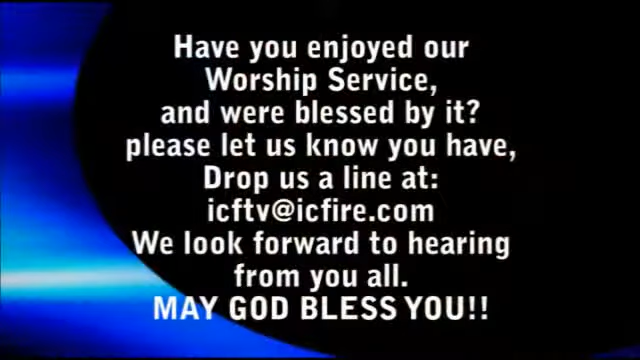 Have you enjoyed our
Worship Service,
and were blessed by it?
please let us know you have,
Drop us a line at:
icftv@icfire.com
We look forward to hearing
from you all.
MAY GOD BLESS YOU!!